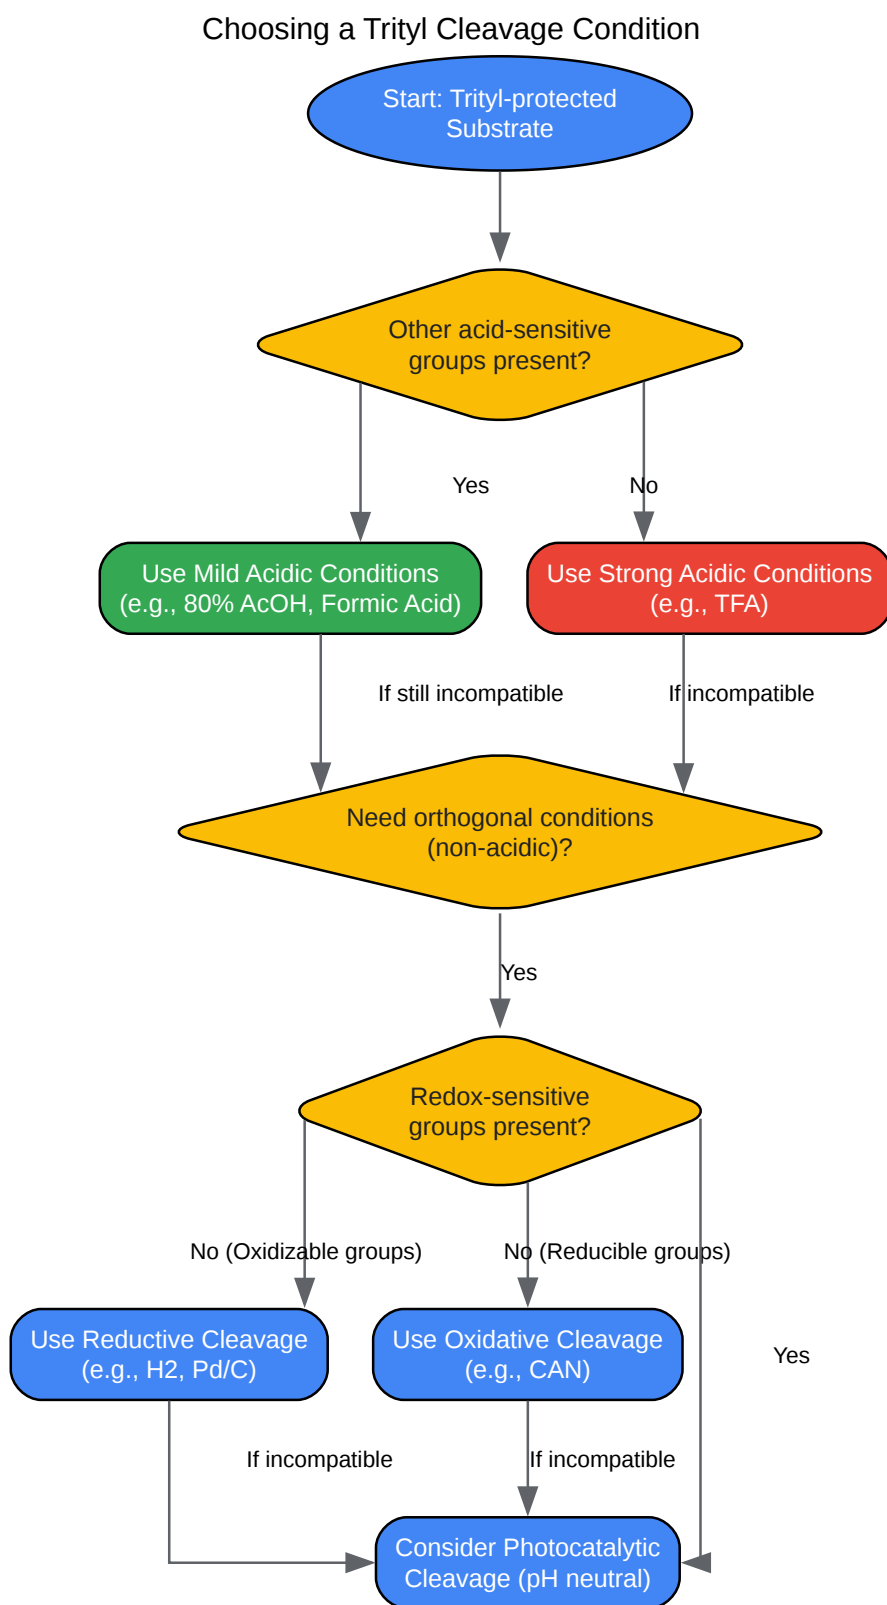 Choosing a Trityl Cleavage Condition
Start: Trityl-protected
Substrate
Other acid-sensitive
groups present?
Yes
No
Use Mild Acidic Conditions
(e.g., 80% AcOH, Formic Acid)
Use Strong Acidic Conditions
(e.g., TFA)
If still incompatible
If incompatible
Need orthogonal conditions
(non-acidic)?
Yes
Redox-sensitive
groups present?
No (Oxidizable groups)
No (Reducible groups)
Use Reductive Cleavage
(e.g., H2, Pd/C)
Use Oxidative Cleavage
(e.g., CAN)
Yes
If incompatible
If incompatible
Consider Photocatalytic
Cleavage (pH neutral)